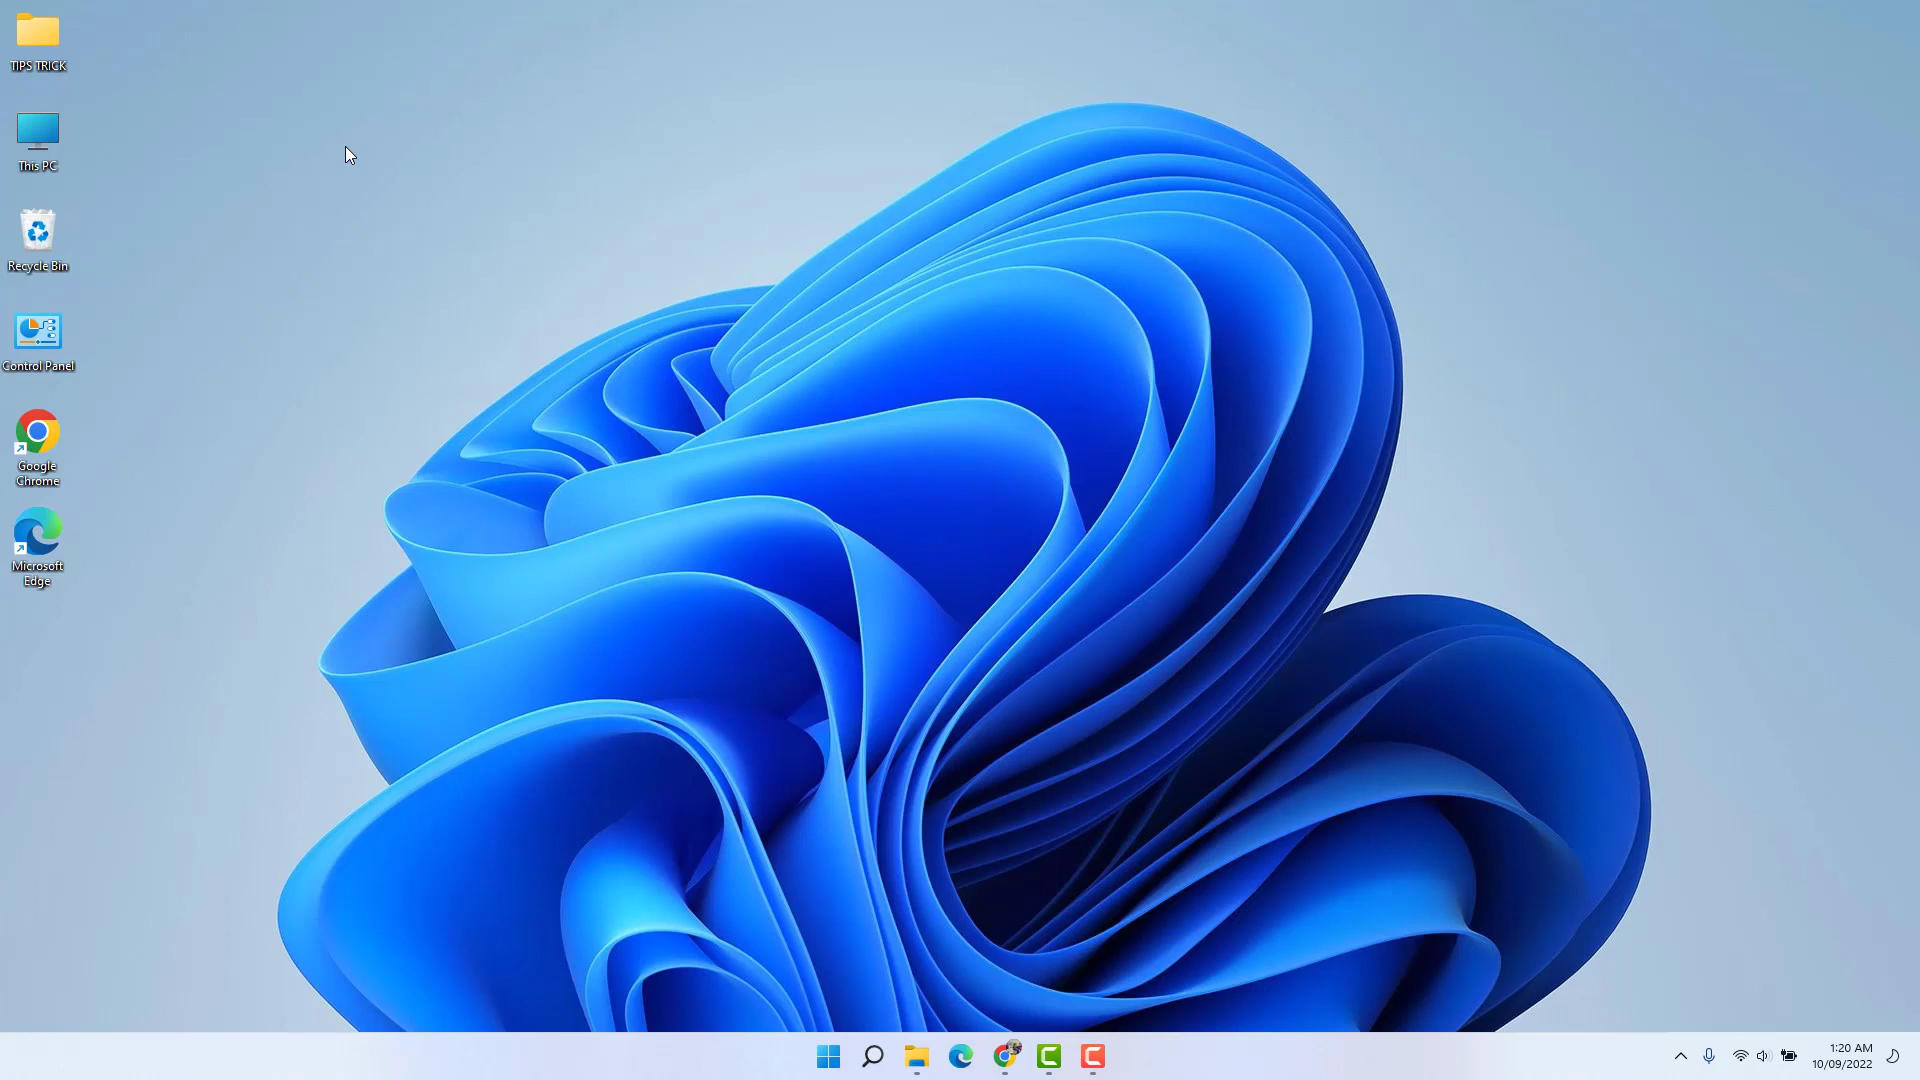 TIPS TRICK
This PC
Recycle Bin
Control Panel
Google
Chrome
Microsoft
Edge
1:20 AM
10/09/2022